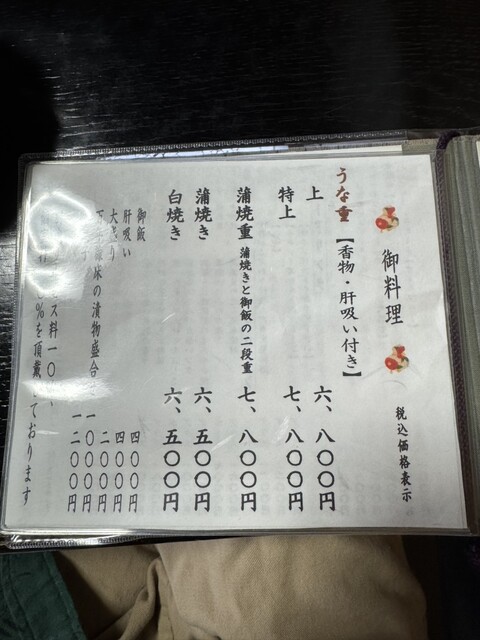 御料理
税込価格表示
うな重【香物・肝吸い付き】
上 六、八〇〇円
特上 七、八〇〇円
蒲焼重 蒲焼きと御飯の二段重 七、八〇〇円
蒲焼き 六、五〇〇円
白焼き 六、五〇〇円
御飯 四〇〇円
肝吸い 四〇〇円
大 二〇〇円
床の漬物盛合 一〇〇〇円
一二〇〇円
ス料一〇
%を頂戴しております